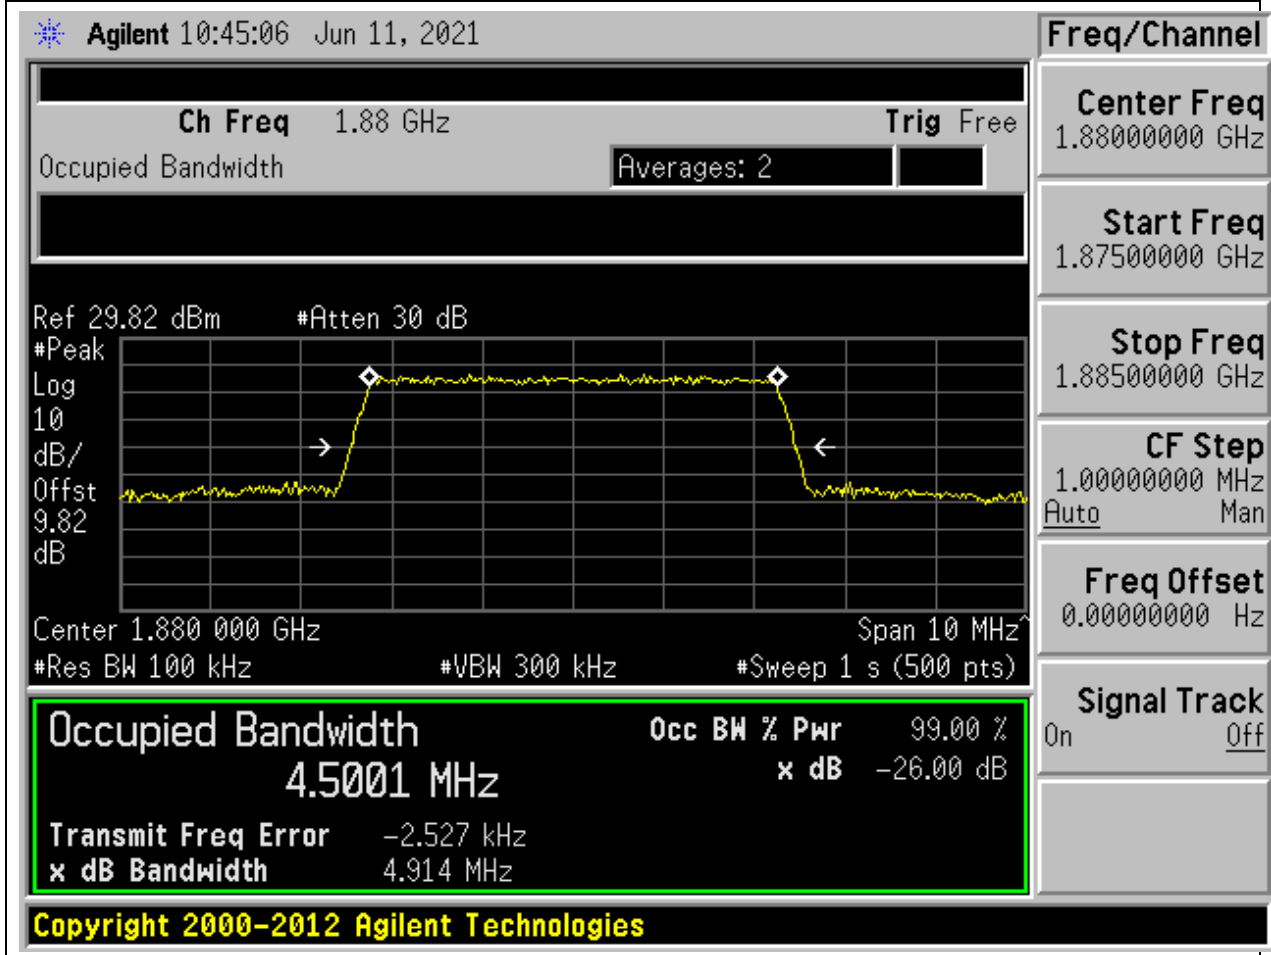 Agilent 10:45:06 Jun 11, 2021
Freq/Channel
Ch Freq 1.88 GHz Trig Free
Occupied Bandwidth Averages: 2
Center Freq
1.88000000 GHz
Start Freq
1.87500000 GHz
Stop Freq
1.88500000 GHz
CF Step
1.00000000 MHz
Auto Man
Freq Offset
0.00000000 Hz
Signal Track
On Off
Ref 29.82 dBm #Atten 30 dB
#Peak
Log
10
dB/
Offst
9.82
dB
Center 1.880 000 GHz Span 10 MHz^
#Res BW 100 kHz #VBW 300 kHz #Sweep 1 s (500 pts)
Occupied Bandwidth Occ BW % Pwr 99.00 %
4.5001 MHz x dB -26.00 dB
Transmit Freq Error -2.527 kHz
x dB Bandwidth 4.914 MHz
Copyright 2000-2012 Agilent Technologies